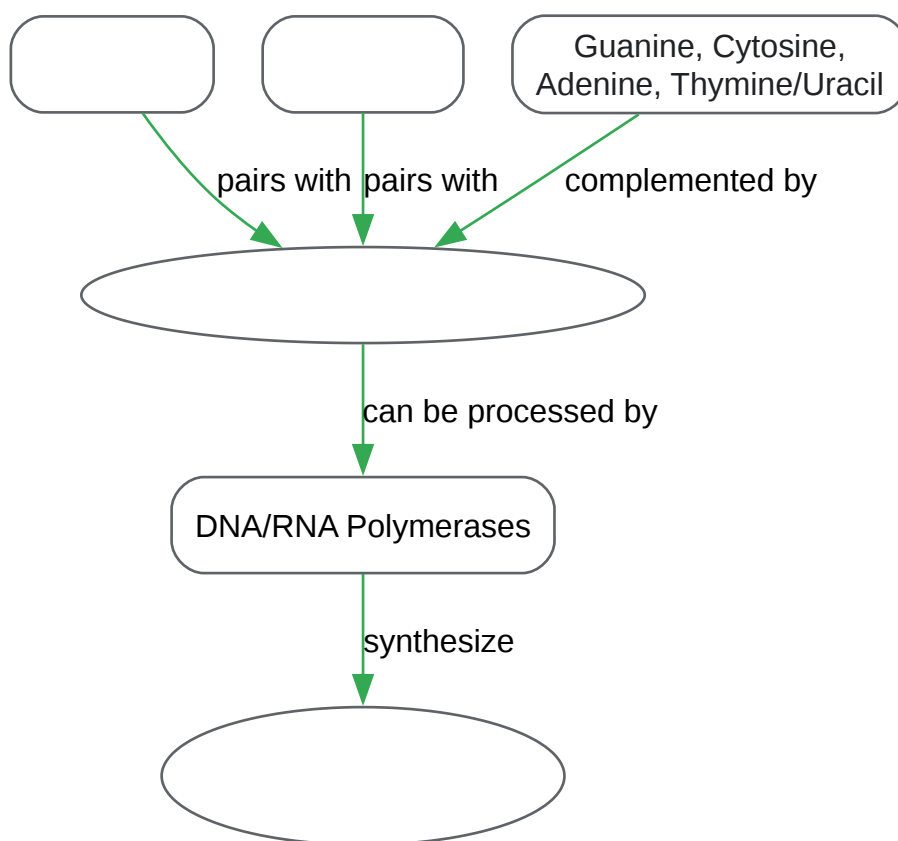 Guanine, Cytosine,
Adenine, Thymine/Uracil
pairs with
pairs with
complemented by
can be processed by
DNA/RNA Polymerases
synthesize